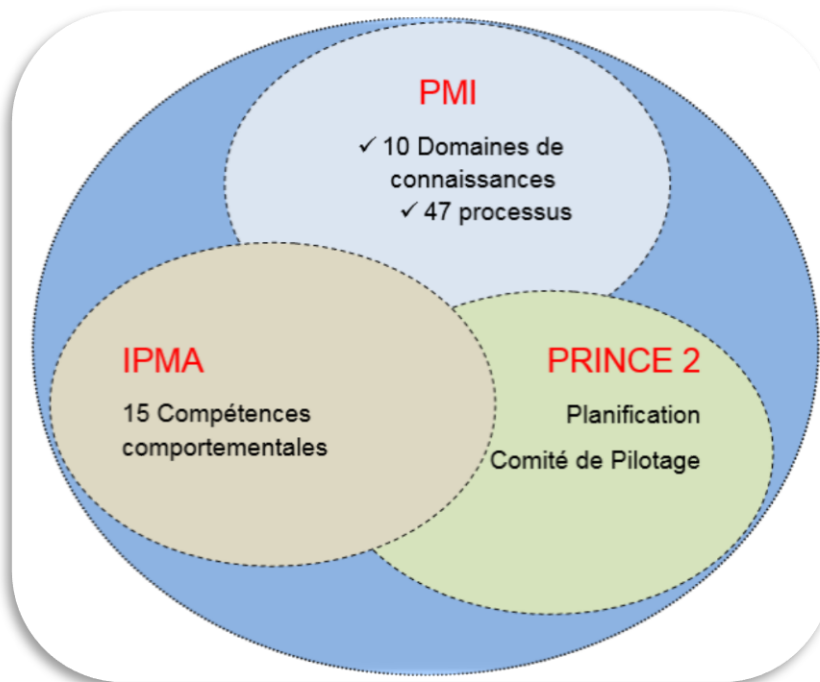 PMI
✓ 10 Domaines de
connaissances
✓ 47 processus
IPMA
15 Compétences
comportementales
PRINCE 2
Planification
Comité de Pilotage